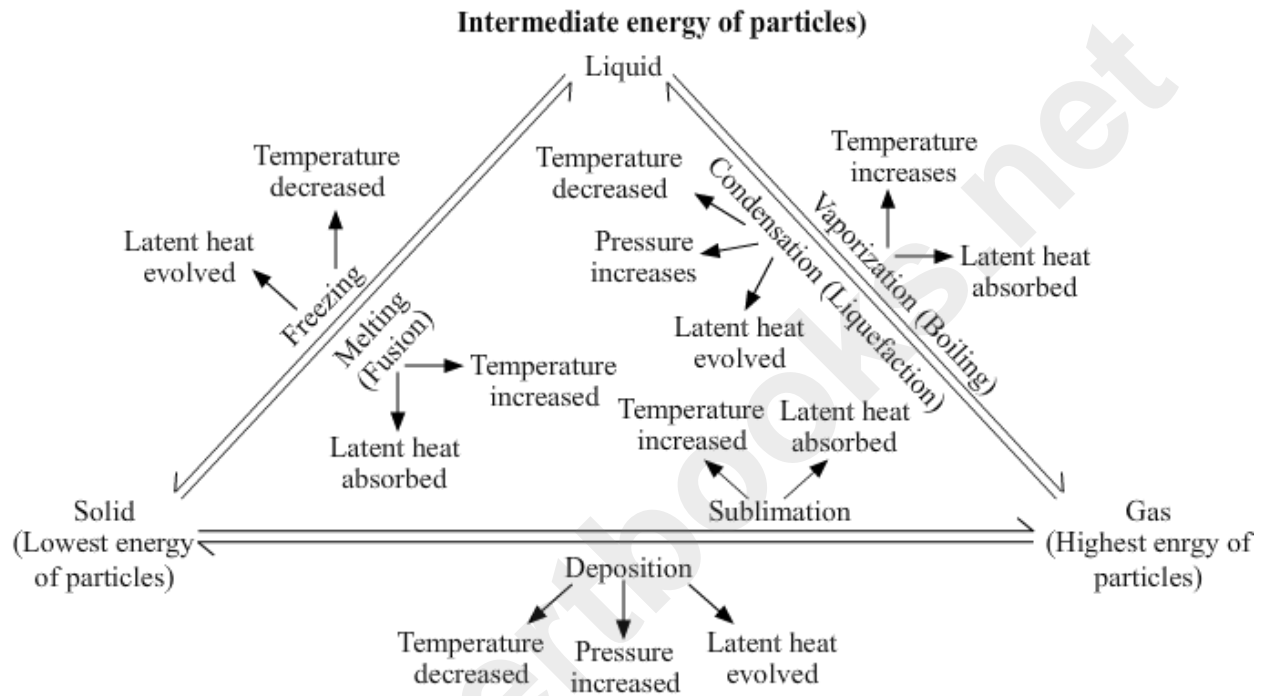 Intermediate energy of particles)
Liquid
Temperature
decreased
Latent heat
evolved
Freezing
Melting
(Fusion)
Temperature
increased
Latent heat
absorbed
Temperature
decreased
Pressure
increases
Latent heat
evolved
Condensation (Liquefaction)
Vaporization (Boiling)
Temperature
increases
Latent heat
absorbed
Temperature
increased
Latent heat
absorbed
Sublimation
Solid
(Lowest energy
of particles)
Gas
(Highest enrgy of
particles)
Deposition
Temperature
decreased
Pressure
increased
Latent heat
evolved
ertbooks.net